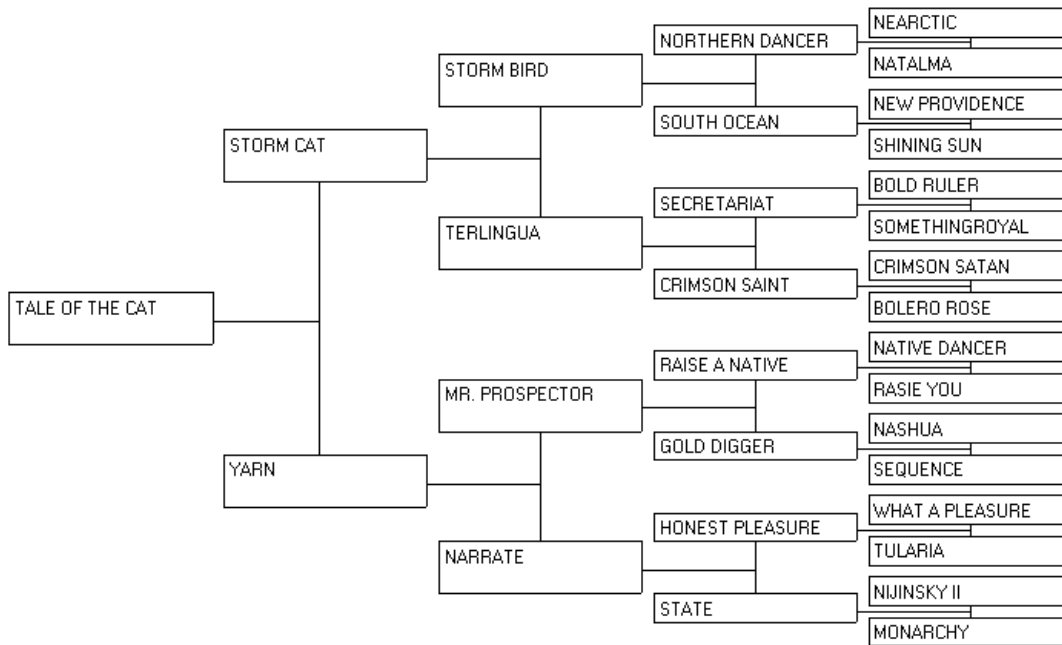 NEARCTIC
NORTHERN DANCER
NATALMA
STORM BIRD
NEW PROVIDENCE
SOUTH OCEAN
SHINING SUN
STORM CAT
BOLD RULER
SECRETARIAT
SOMETHINGROYAL
TERLINGUA
CRIMSON SATAN
CRIMSON SAINT
BOLERO ROSE
TALE OF THE CAT
NATIVE DANCER
RAISE A NATIVE
RASIE YOU
MR. PROSPECTOR
NASHUA
GOLD DIGGER
SEQUENCE
YARN
WHAT A PLEASURE
HONEST PLEASURE
TULARIA
NARRATE
NIJINSKY II
STATE
MONARCHY